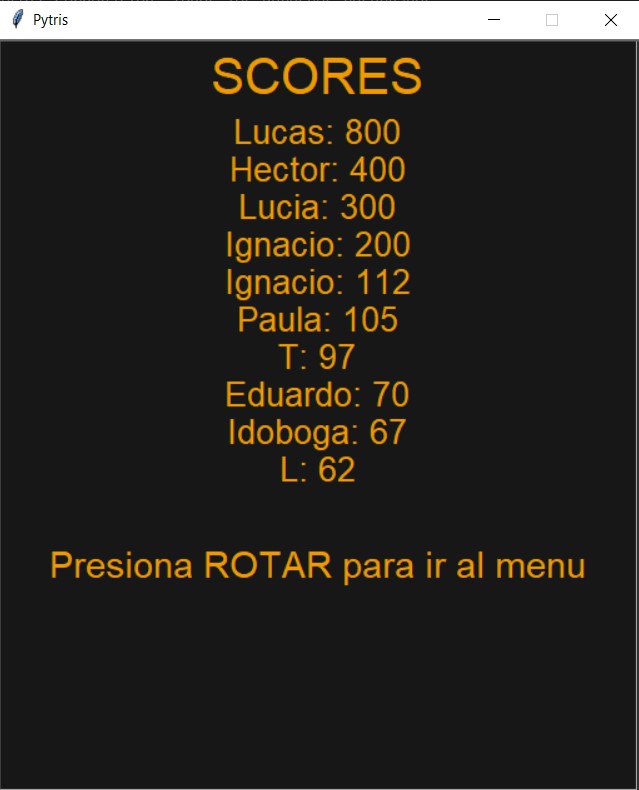 Pytris
SCORES
Lucas: 800
Hector: 400
Lucia: 300
Ignacio: 200
Ignacio: 112
Paula: 105
T: 97
Eduardo: 70
Idoboga: 67
L: 62
Presiona ROTAR para ir al menu